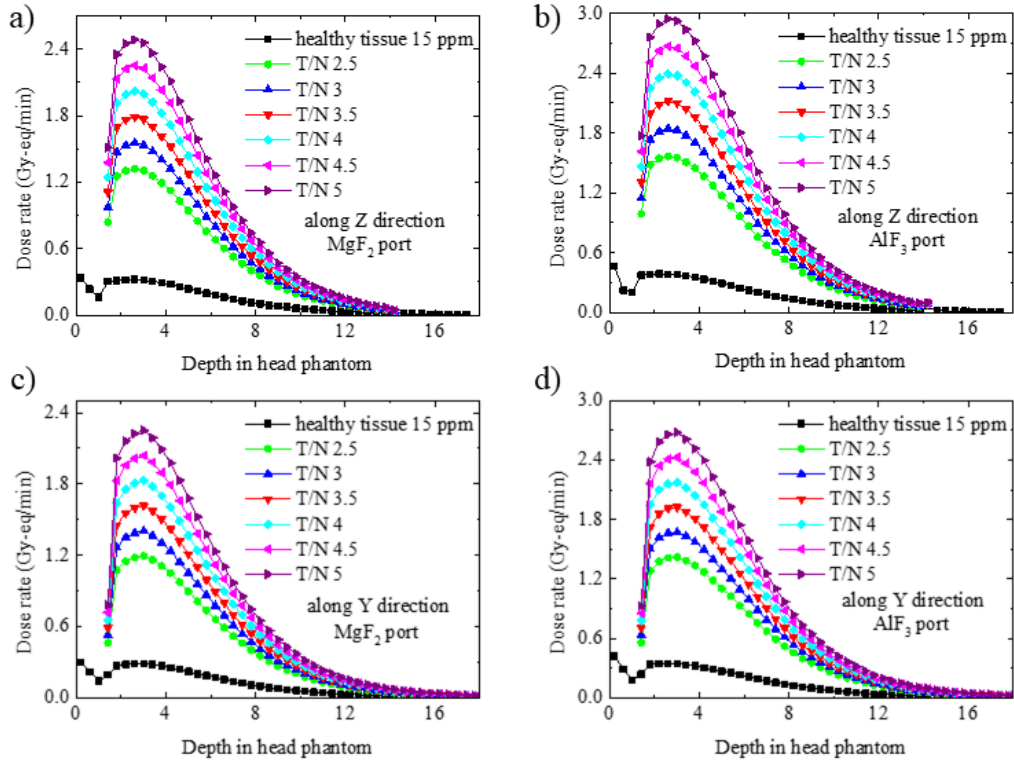 a)
Dose rate (Gy-eq/min)
2.4
1.8
1.2
0.6
0.0
healthy tissue 15 ppm
T/N 2.5
T/N 3
T/N 3.5
T/N 4
T/N 4.5
T/N 5
along Z direction
MgF₂ port
0 4 8 12 16
Depth in head phantom
b)
Dose rate (Gy-eq/min)
3.0
2.4
1.8
1.2
0.6
0.0
healthy tissue 15 ppm
T/N 2.5
T/N 3
T/N 3.5
T/N 4
T/N 4.5
T/N 5
along Z direction
AlF₃ port
0 4 8 12 16
Depth in head phantom
c)
Dose rate (Gy-eq/min)
2.4
1.8
1.2
0.6
0.0
healthy tissue 15 ppm
T/N 2.5
T/N 3
T/N 3.5
T/N 4
T/N 4.5
T/N 5
along Y direction
MgF₂ port
0 4 8 12 16
Depth in head phantom
d)
Dose rate (Gy-eq/min)
3.0
2.4
1.8
1.2
0.6
0.0
healthy tissue 15 ppm
T/N 2.5
T/N 3
T/N 3.5
T/N 4
T/N 4.5
T/N 5
along Y direction
AlF₃ port
0 4 8 12 16
Depth in head phantom